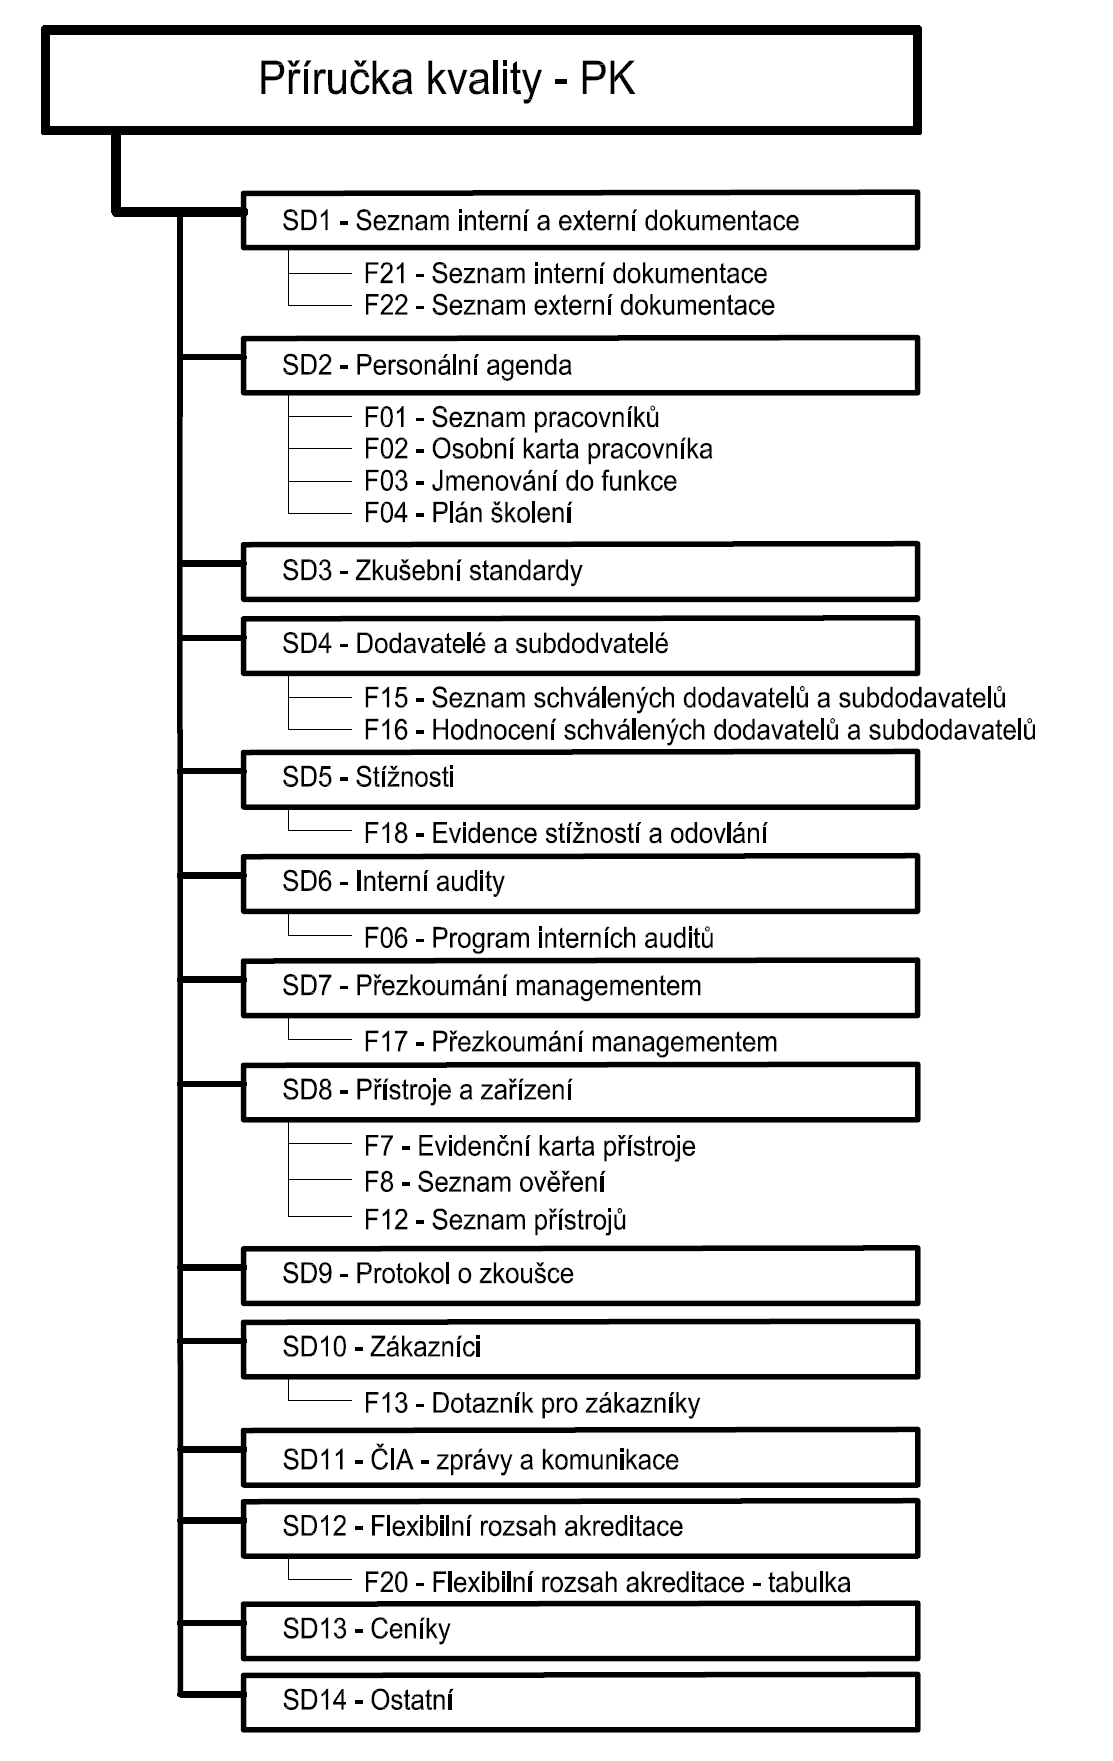 Příručka kvality - PK
SD1 - Seznam interní a externí dokumentace
F21 - Seznam interní dokumentace
F22 - Seznam externí dokumentace
SD2 - Personální agenda
F01 - Seznam pracovníků
F02 - Osobní karta pracovníka
F03 - Jmenování do funkce
F04 - Plán školení
SD3 - Zkušební standardy
SD4 - Dodavatelé a subdodvatelé
F15 - Seznam schválených dodavatelů a subdodavatelů
F16 - Hodnocení schválených dodavatelů a subdodavatelů
SD5 - Stížnosti
F18 - Evidence stížností a odovlání
SD6 - Interní audity
F06 - Program interních auditů
SD7 - Přezkoumání managementem
F17 - Přezkoumání managementem
SD8 - Přístroje a zařízení
F7 - Evidenční karta přístroje
F8 - Seznam ověření
F12 - Seznam přístrojů
SD9 - Protokol o zkoušce
SD10 - Zákazníci
F13 - Dotazník pro zákazníky
SD11 - ČIA - zprávy a komunikace
SD12 - Flexibilní rozsah akreditace
F20 - Flexibilní rozsah akreditace - tabulka
SD13 - Ceníky
SD14 - Ostatní